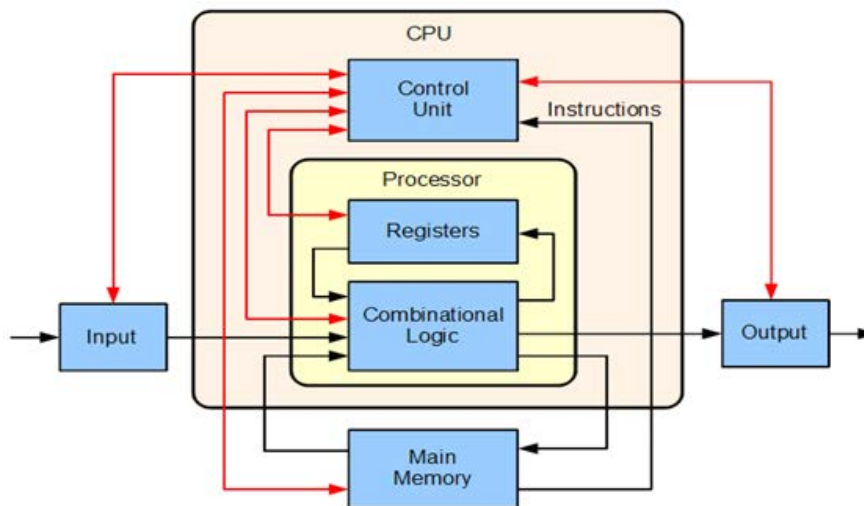 CPU
Control
Unit
Instructions
Processor
Registers
Combinational
Logic
Input
Output
Main
Memory